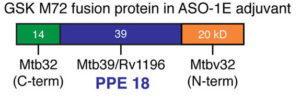 GSK M72 fusion protein in ASO-1E adjuvant
14 39 20 kD
Mtb32 Mtb39/Rv1196 Mtbv32
(C-term) PPE 18 (N-term)